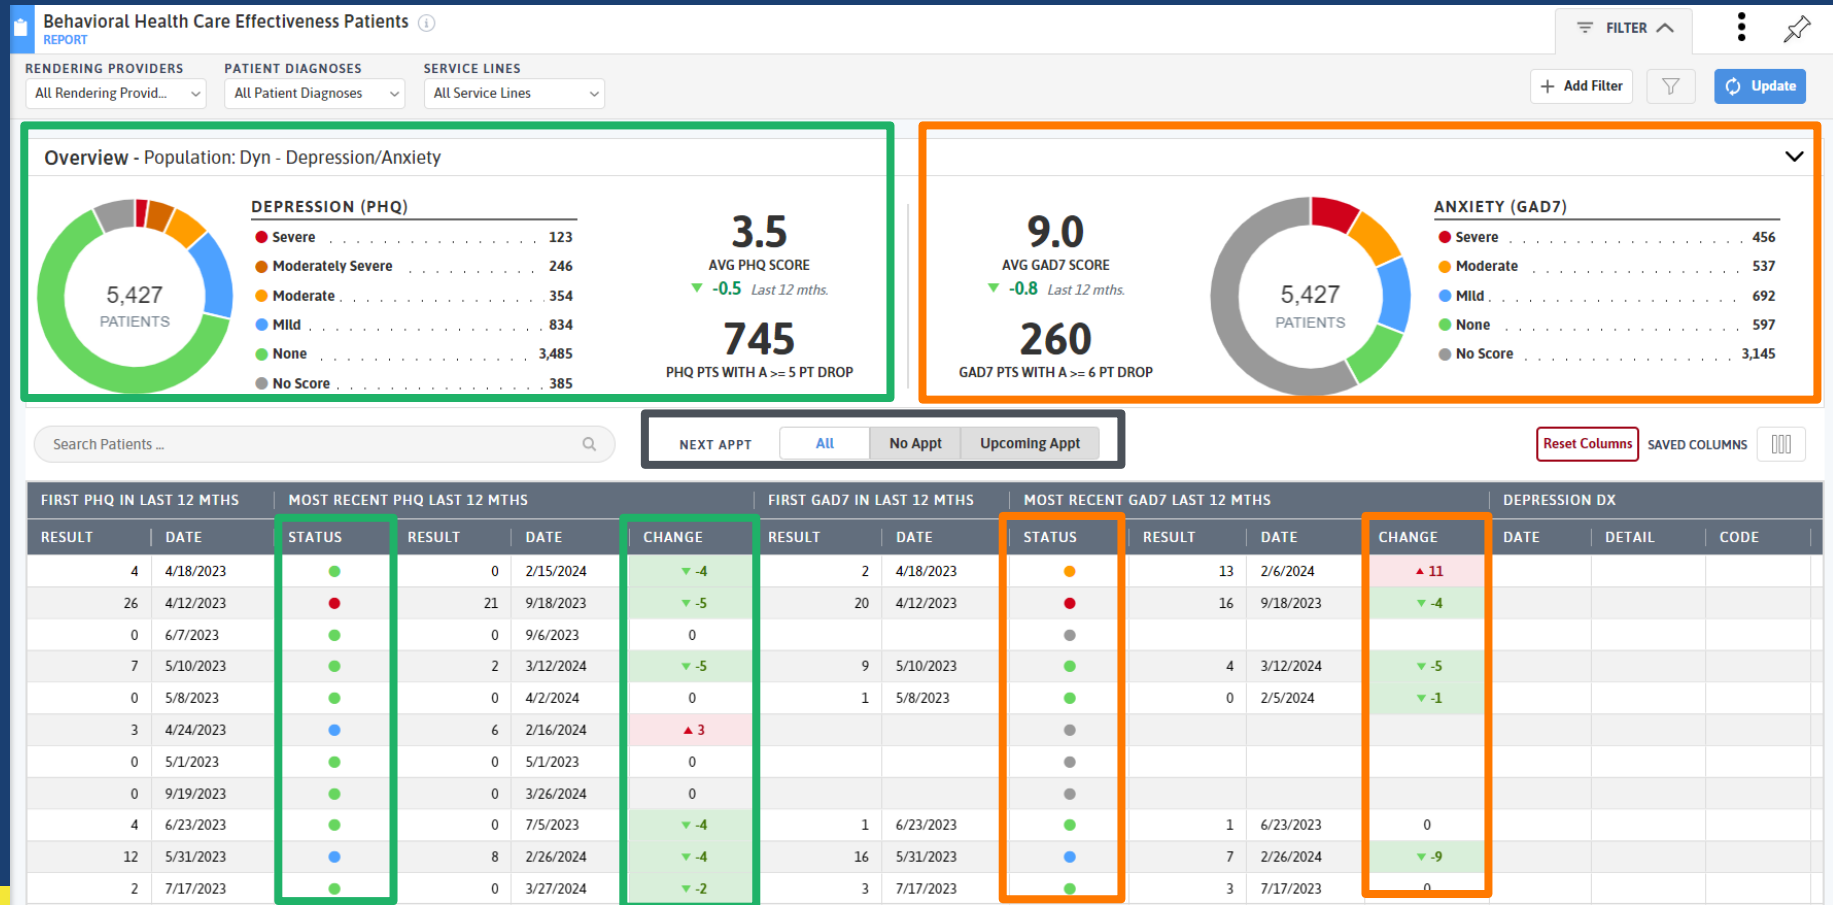 Behavioral Health Care Effectiveness Patients
REPORT
FILTER
RENDERING PROVIDERS PATIENT DIAGNOSES SERVICE LINES
All Rendering Provid... All Patient Diagnoses All Service Lines
+ Add Filter Update
Overview - Population: Dyn - Depression/Anxiety
5,427
PATIENTS
DEPRESSION (PHQ)
Severe 123
Moderately Severe 246
Moderate 354
MIld 834
None 3,485
No Score 385
3.5
AVG PHQ SCORE
▼ -0.5 Last 12 mths.
745
PHQ PTS WITH A >= 5 PT DROP
9.0
AVG GAD7 SCORE
▼ -0.8 Last 12 mths.
260
GAD7 PTS WITH A >= 6 PT DROP
5,427
PATIENTS
ANXIETY (GAD7)
Severe 456
Moderate 537
MIld 692
None 597
No Score 3,145
Search Patients ...
NEXT APPT All No Appt Upcoming Appt
Reset Columns SAVED COLUMNS
FIRST PHQ IN LAST 12 MTHS MOST RECENT PHQ LAST 12 MTHS FIRST GAD7 IN LAST 12 MTHS MOST RECENT GAD7 LAST 12 MTHS DEPRESSION DX
RESULT DATE STATUS RESULT DATE CHANGE RESULT DATE STATUS RESULT DATE CHANGE DATE DETAIL CODE
4 4/18/2023 0 2/15/2024 ▼ -4 2 4/18/2023 13 2/6/2024 ▲ 11
26 4/12/2023 21 9/18/2023 ▼ -5 20 4/12/2023 16 9/18/2023 ▼ -4
0 6/7/2023 0 9/6/2023 0
7 5/10/2023 2 3/12/2024 ▼ -5 9 5/10/2023 4 3/12/2024 ▼ -5
0 5/8/2023 0 4/2/2024 0 1 5/8/2023 0 2/5/2024 ▼ -1
3 4/24/2023 6 2/16/2024 ▲ 3
0 5/1/2023 0 5/1/2023 0
0 9/19/2023 0 3/26/2024 0
4 6/23/2023 0 7/5/2023 ▼ -4 1 6/23/2023 1 6/23/2023 0
12 5/31/2023 8 2/26/2024 ▼ -4 16 5/31/2023 7 2/26/2024 ▼ -9
2 7/17/2023 0 3/27/2024 ▼ -2 3 7/17/2023 3 7/17/2023 0